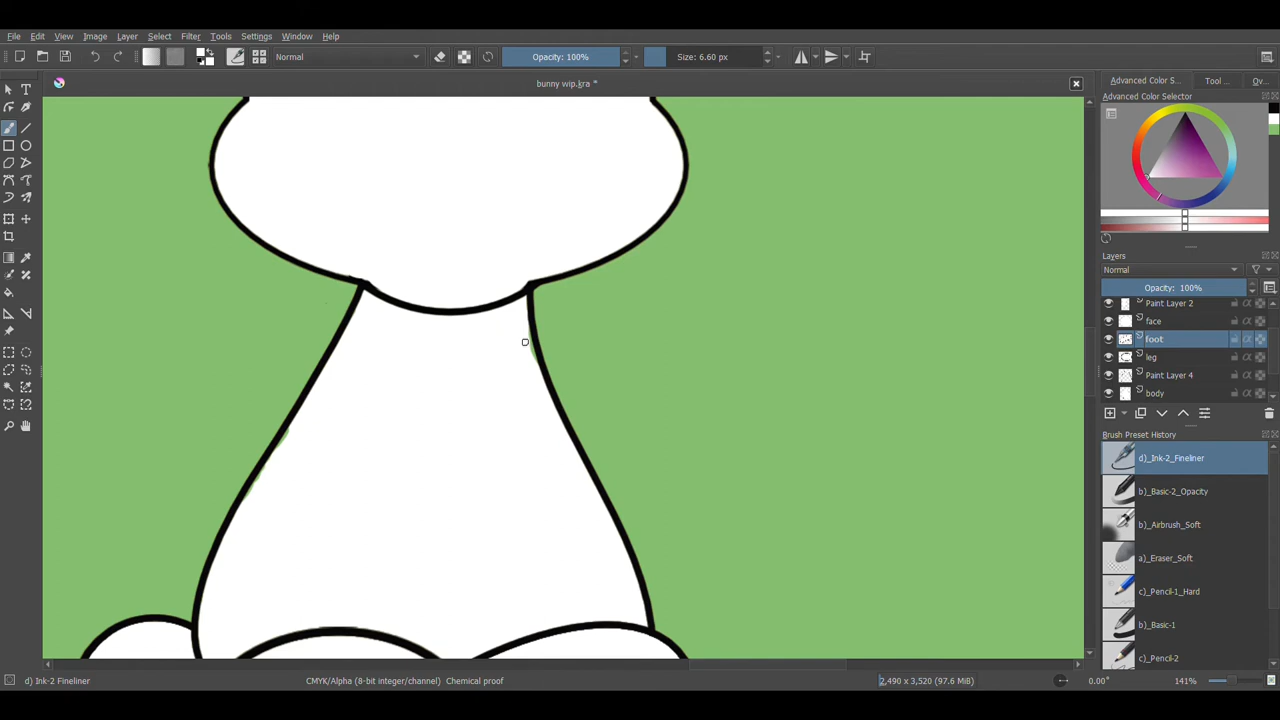 File Edit View Image Layer Select Filter Tools Settings Window Help
Normal Opacity: 100% Size: 6.60 px
bunny wip.kra *
Advanced Color S... Tool ... Ov...
Advanced Color Selector
Layers
Normal
Opacity: 100%
Paint Layer 2
face
foot
leg
Paint Layer 4
body
Brush Preset History
d)_Ink-2_Fineliner
b)_Basic-2_Opacity
b)_Airbrush_Soft
a)_Eraser_Soft
c)_Pencil-1_Hard
b)_Basic-1
c)_Pencil-2
d) Ink-2 Fineliner CMYK/Alpha (8-bit integer/channel) Chemical proof 2,490 x 3,520 (97.6 MiB) 0.00° 141%